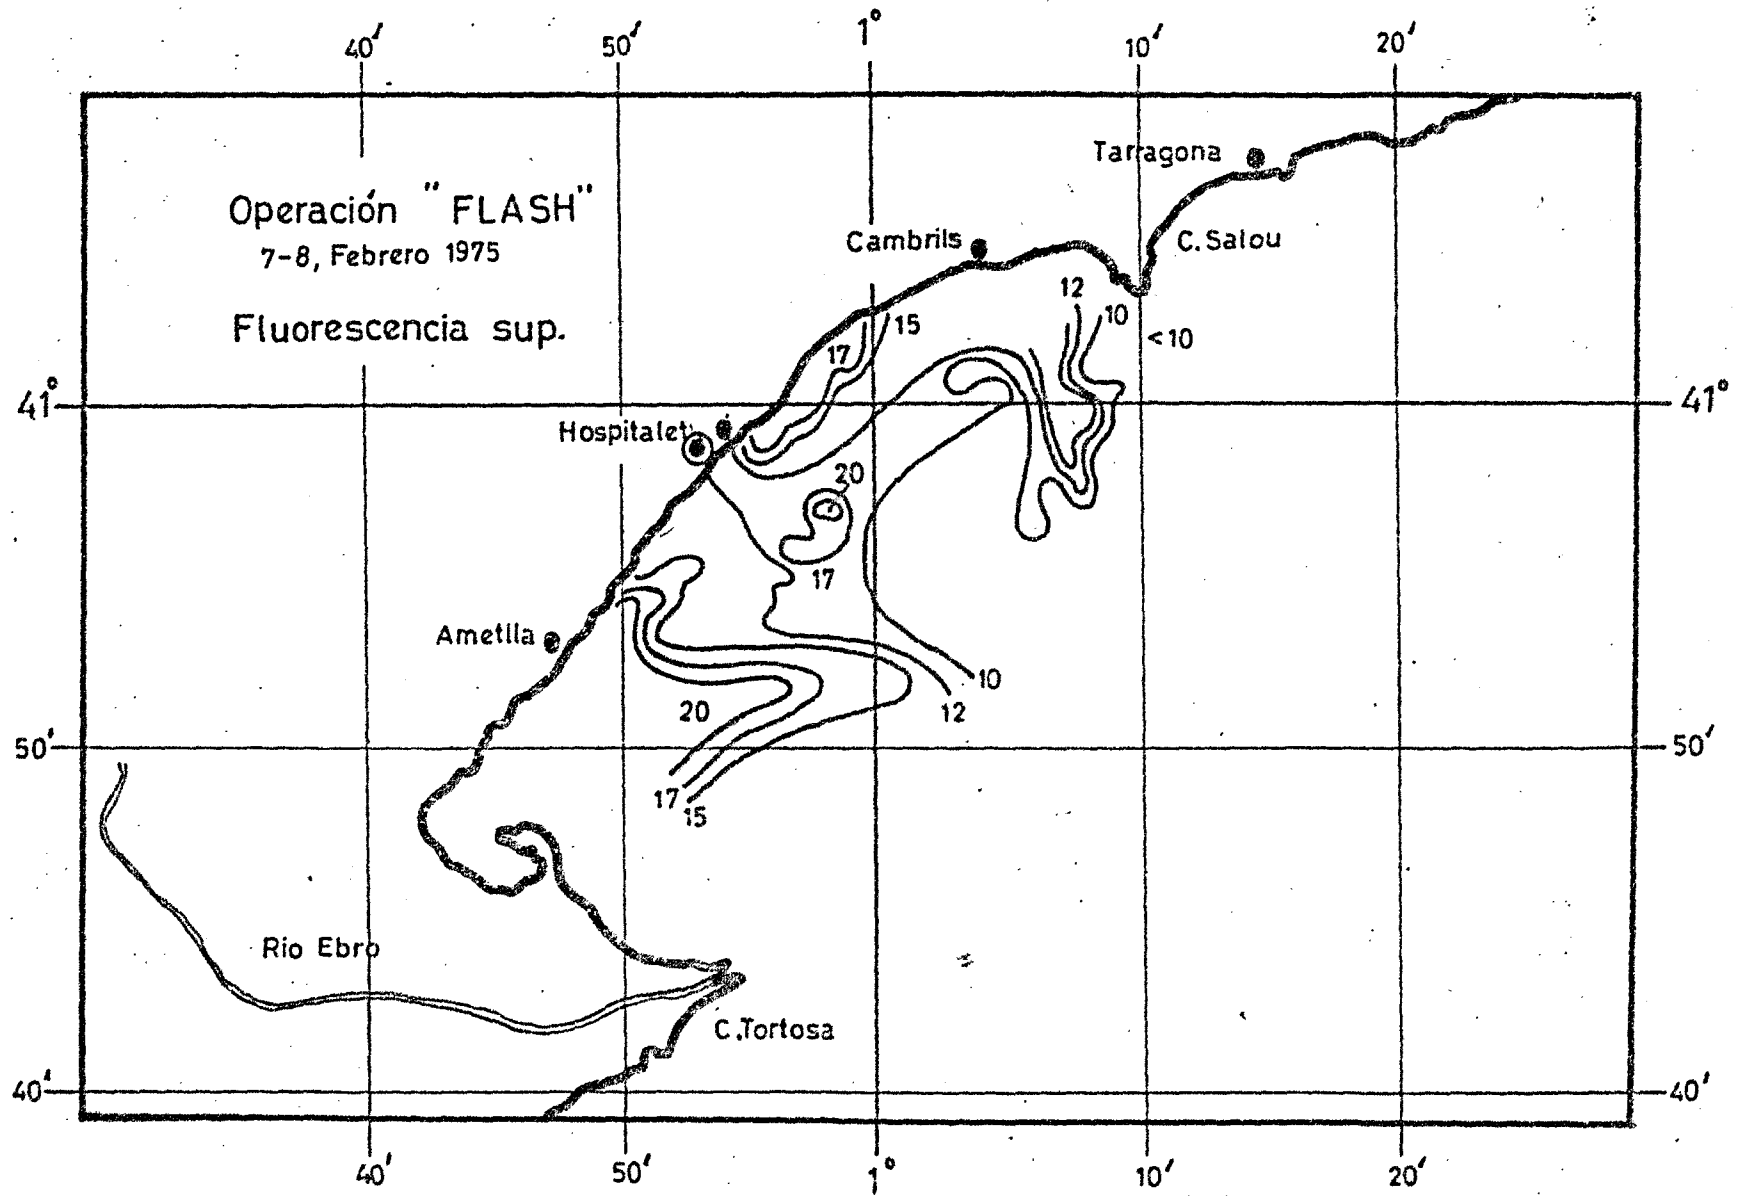 40′ 50′ 1° 10′ 20′
Tarragona
Operación "FLASH"
7-8, Febrero 1975
Cambrils
C. Salou
Fluorescencia sup.
12
10
15
<10
17
41° 41°
Hospitalet
20
17
Ametlla
10
20
12
50′ 50′
17
15
Rio Ebro
C. Tortosa
40′ 40′
40′ 50′ 1° 10′ 20′